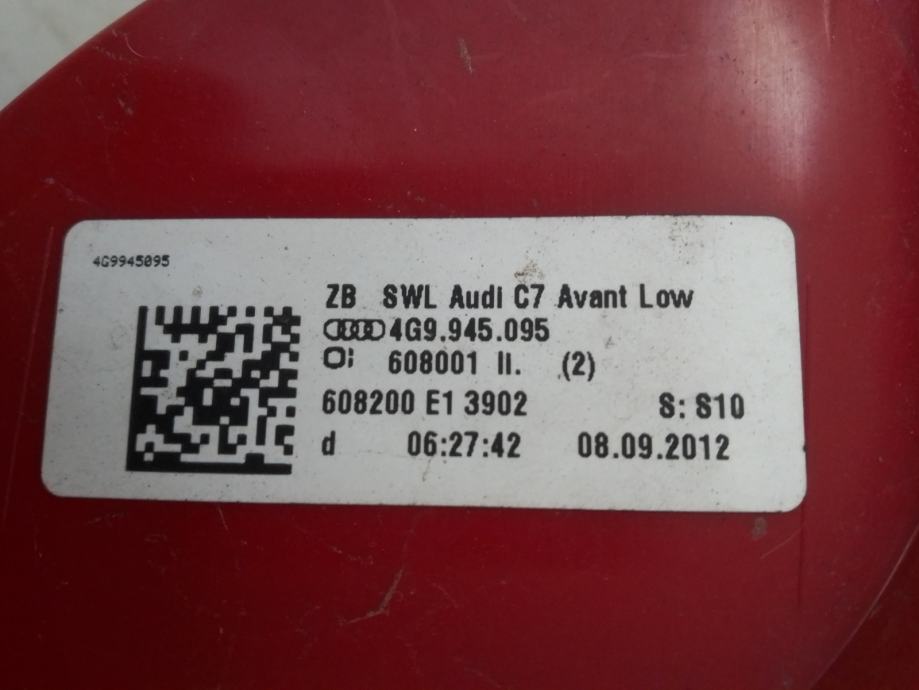 4G9945095
ZB SWL Audi C7 Avant Low
4G9.945.095
608001 II. (2)
608200 E1 3902 S: S10
d 06:27:42 08.09.2012